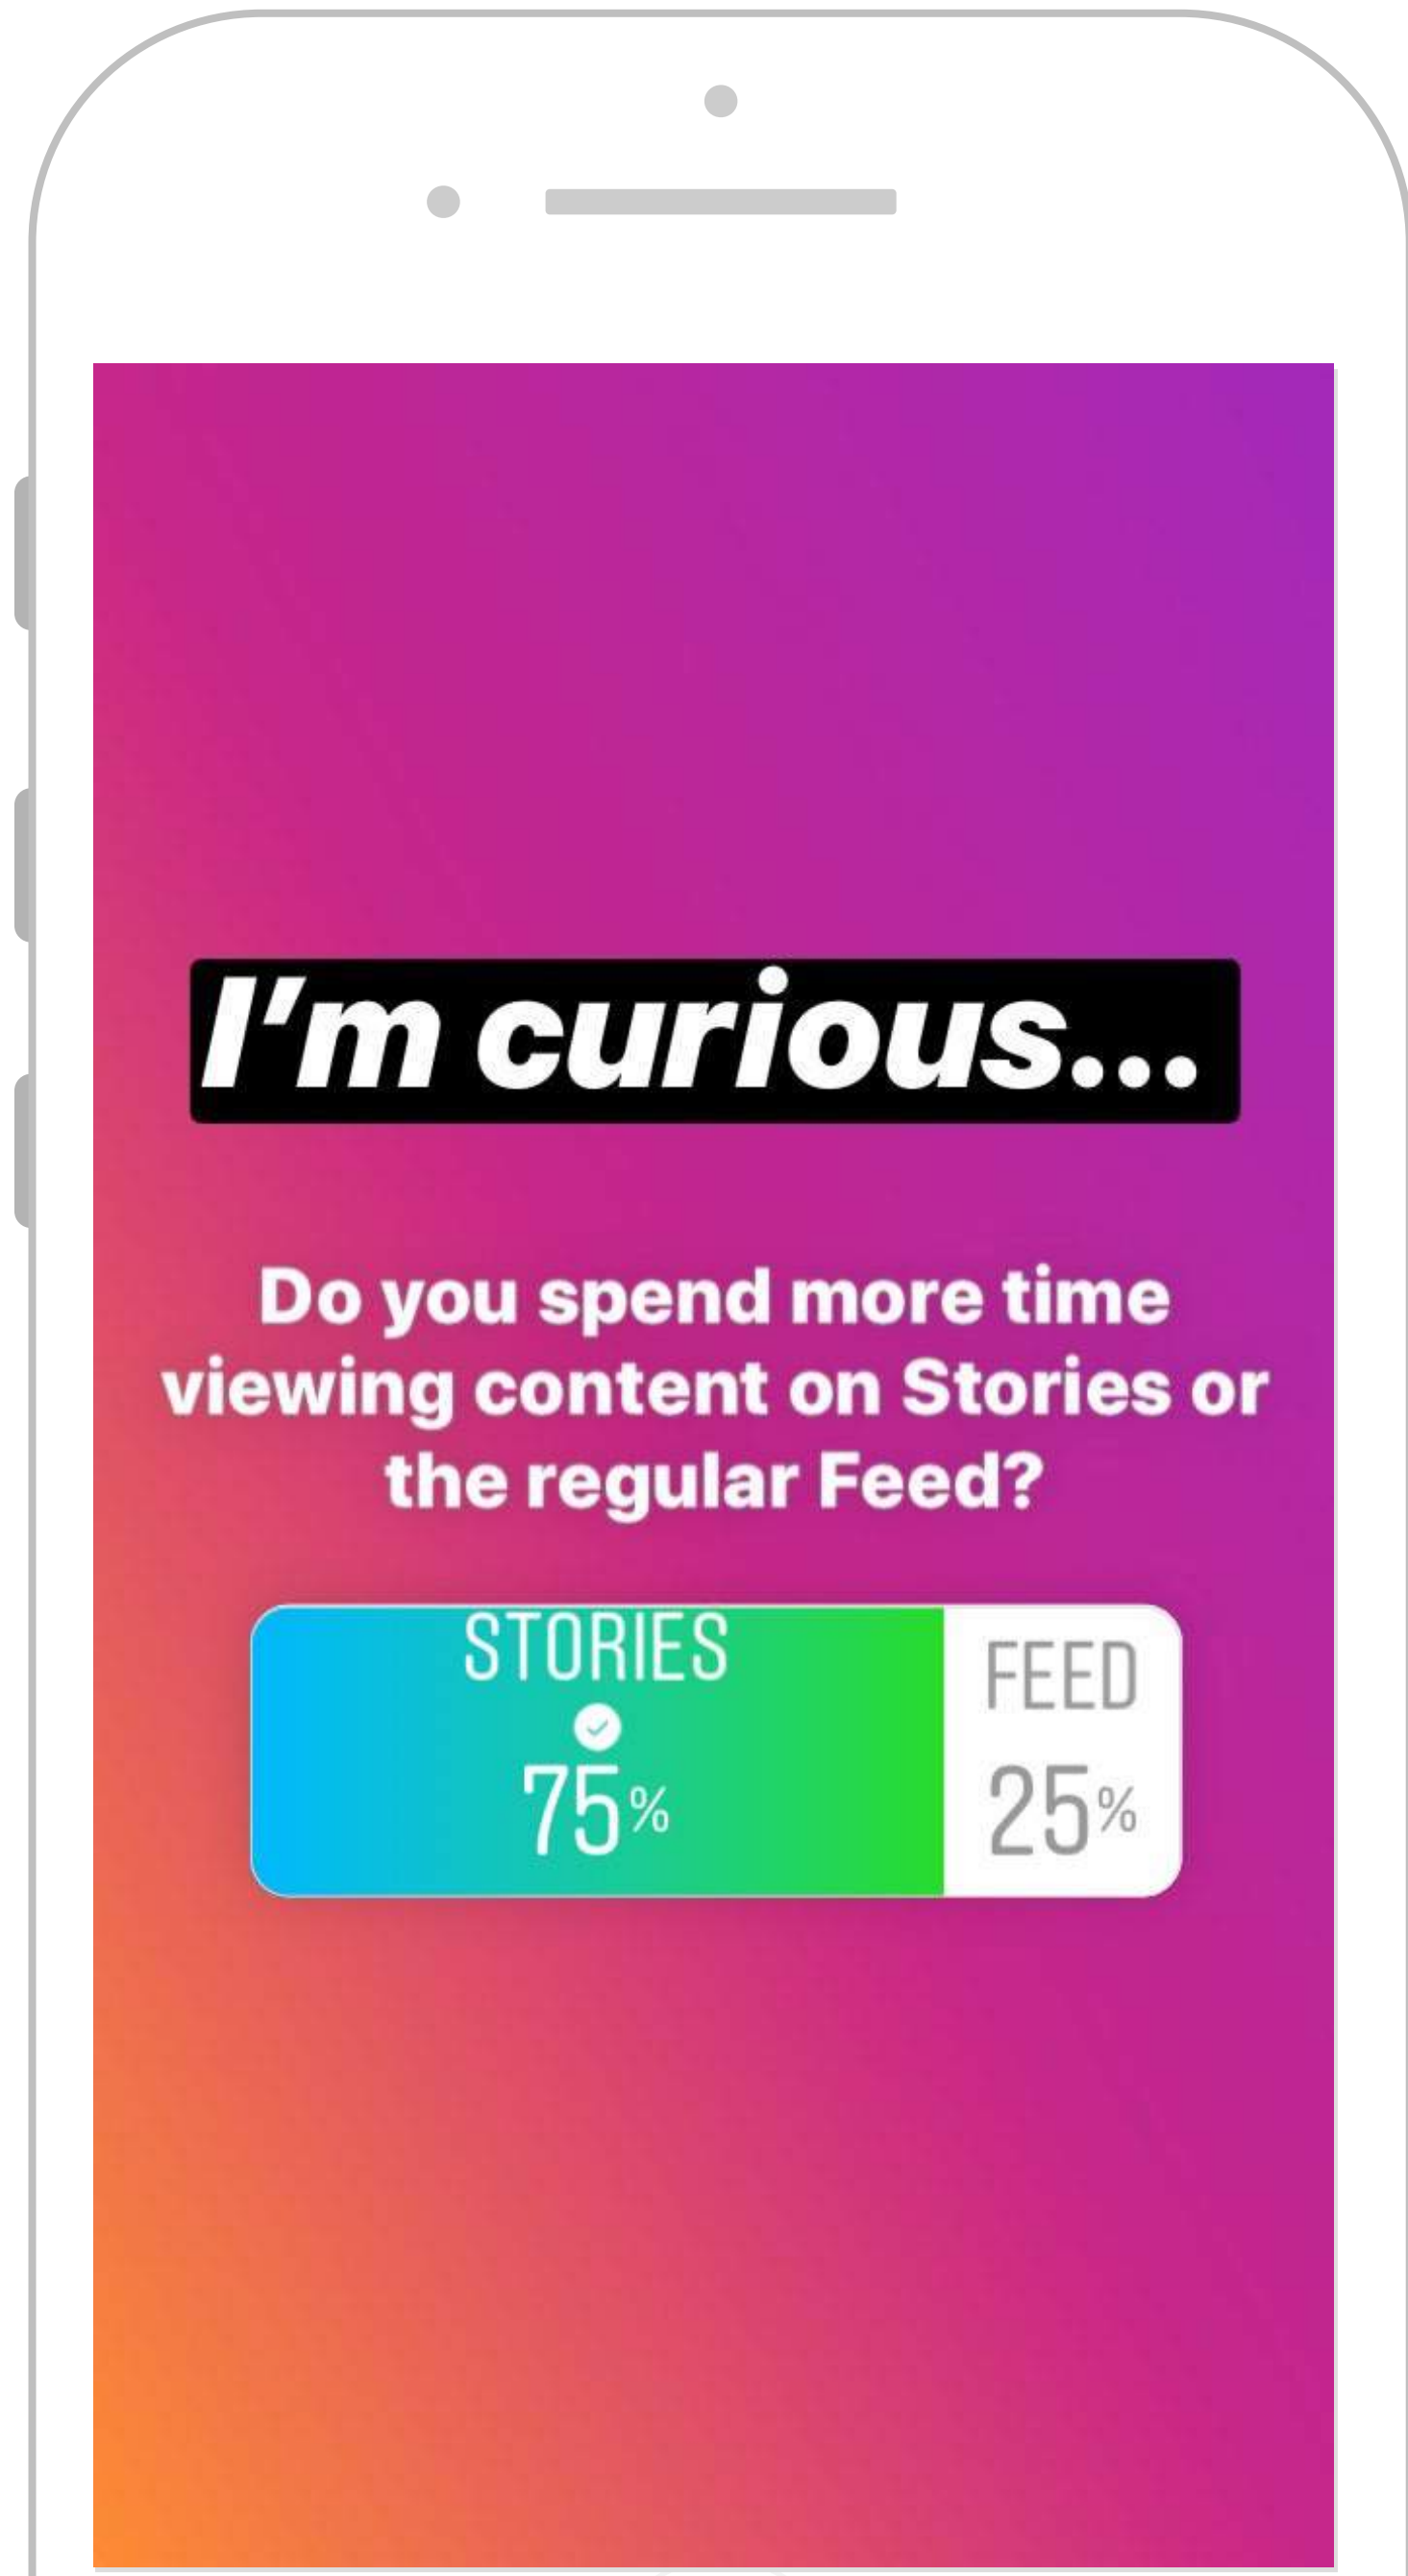 I’m curious...
Do you spend more time
viewing content on Stories or
the regular Feed?
STORIES
75%
FEED
25%